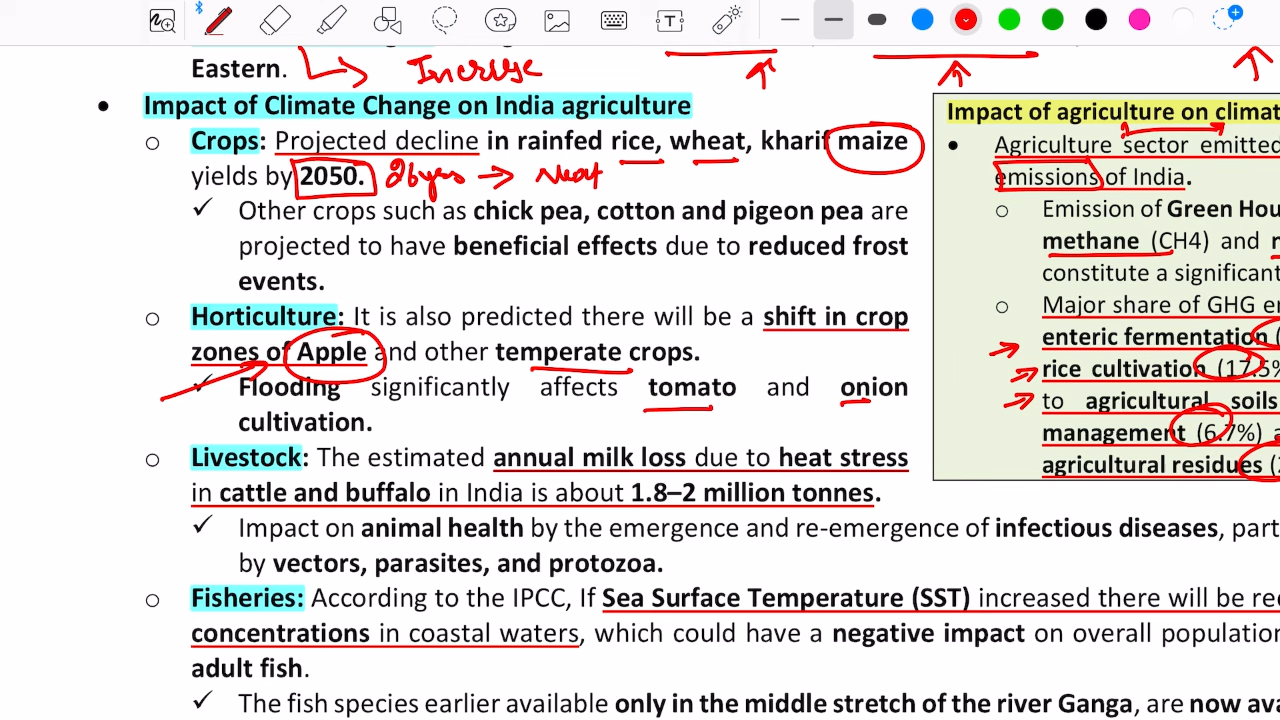 Eastern. Increase
• Impact of Climate Change on India agriculture
o Crops: Projected decline in rainfed rice, wheat, kharif maize
yields by 2050. 26 yers → Next
✓ Other crops such as chick pea, cotton and pigeon pea are
projected to have beneficial effects due to reduced frost
events.
o Horticulture: It is also predicted there will be a shift in crop
zones of Apple and other temperate crops.
✓ Flooding significantly affects tomato and onion
cultivation.
o Livestock: The estimated annual milk loss due to heat stress
in cattle and buffalo in India is about 1.8–2 million tonnes.
✓ Impact on animal health by the emergence and re-emergence of infectious diseases, part
by vectors, parasites, and protozoa.
o Fisheries: According to the IPCC, If Sea Surface Temperature (SST) increased there will be re
concentrations in coastal waters, which could have a negative impact on overall population
adult fish.
✓ The fish species earlier available only in the middle stretch of the river Ganga, are now ava
Impact of agriculture on climat
• Agriculture sector emitted
emissions of India.
o Emission of Green Hou
methane (CH4) and
constitute a significant
o Major share of GHG e
enteric fermentation (
rice cultivation (17.5%
to agricultural soils
management (6.7%) a
agricultural residues (2